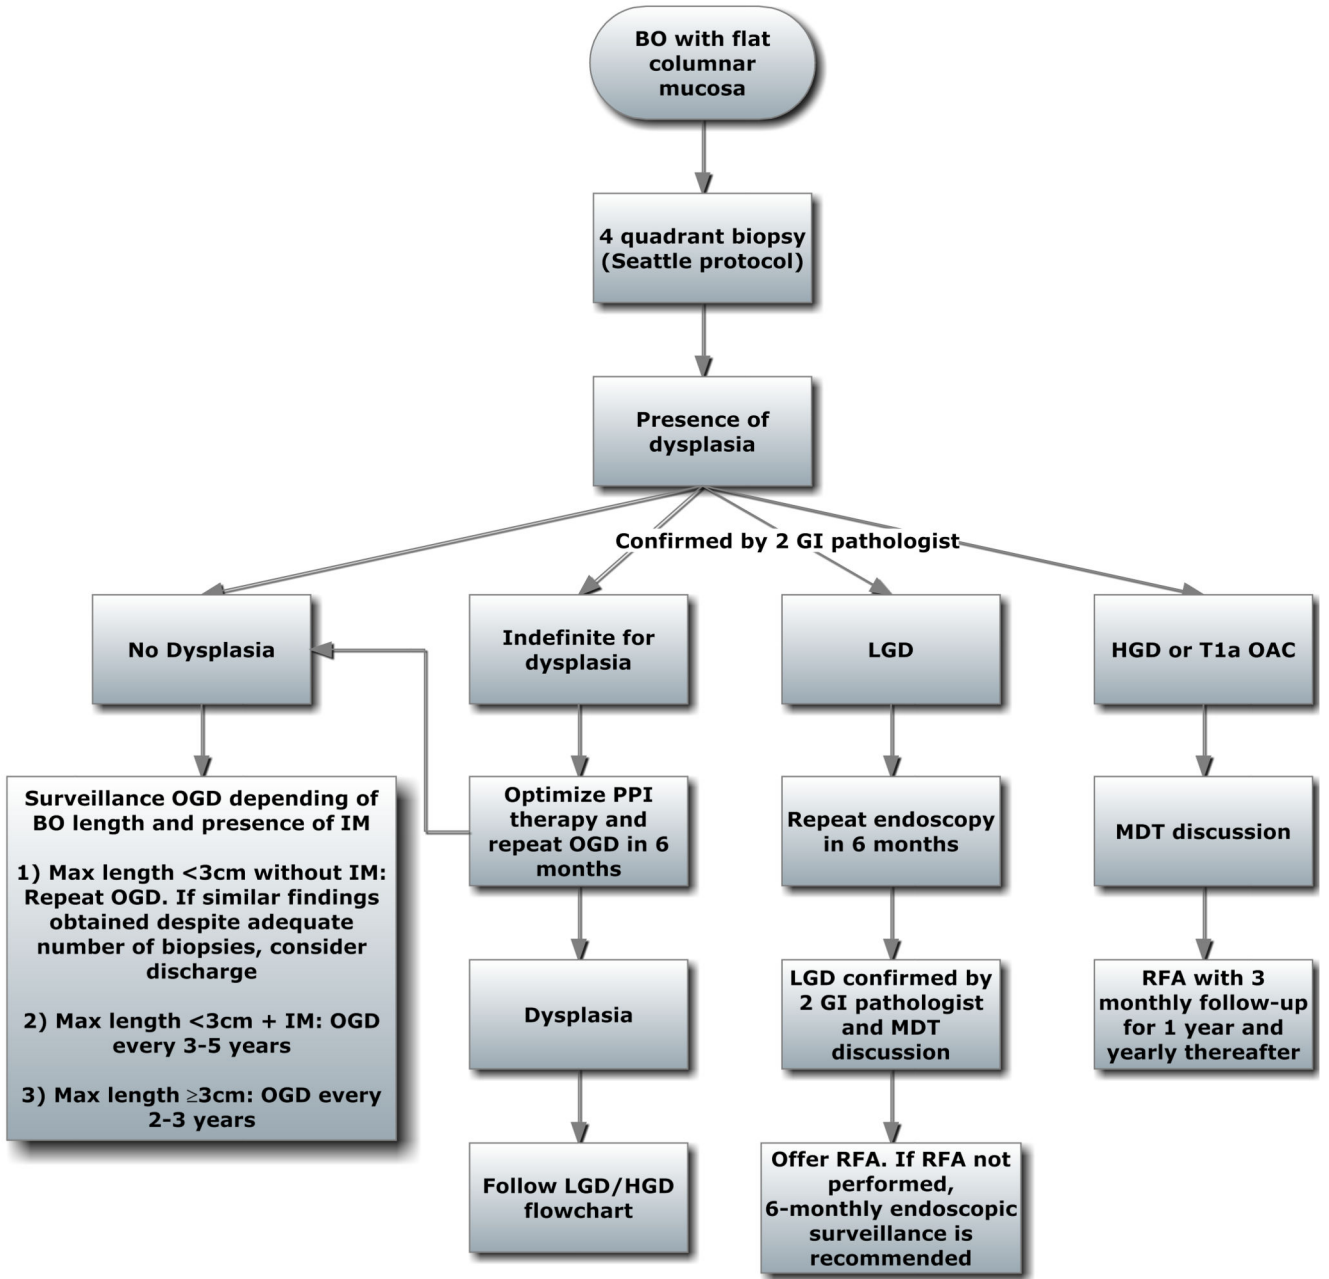 BO with flat
columnar
mucosa
4 quadrant biopsy
(Seattle protocol)
Presence of
dysplasia
Confirmed by 2 GI pathologist
No Dysplasia
Indefinite for
dysplasia
LGD
HGD or T1a OAC
Surveillance OGD depending of
BO length and presence of IM
1) Max length <3cm without IM:
Repeat OGD. If similar findings
obtained despite adequate
number of biopsies, consider
discharge
2) Max length <3cm + IM: OGD
every 3-5 years
3) Max length ≥3cm: OGD every
2-3 years
Optimize PPI
therapy and
repeat OGD in 6
months
Repeat endoscopy
in 6 months
MDT discussion
Dysplasia
LGD confirmed by
2 GI pathologist
and MDT
discussion
RFA with 3
monthly follow-up
for 1 year and
yearly thereafter
Follow LGD/HGD
flowchart
Offer RFA. If RFA not
performed,
6-monthly endoscopic
surveillance is
recommended